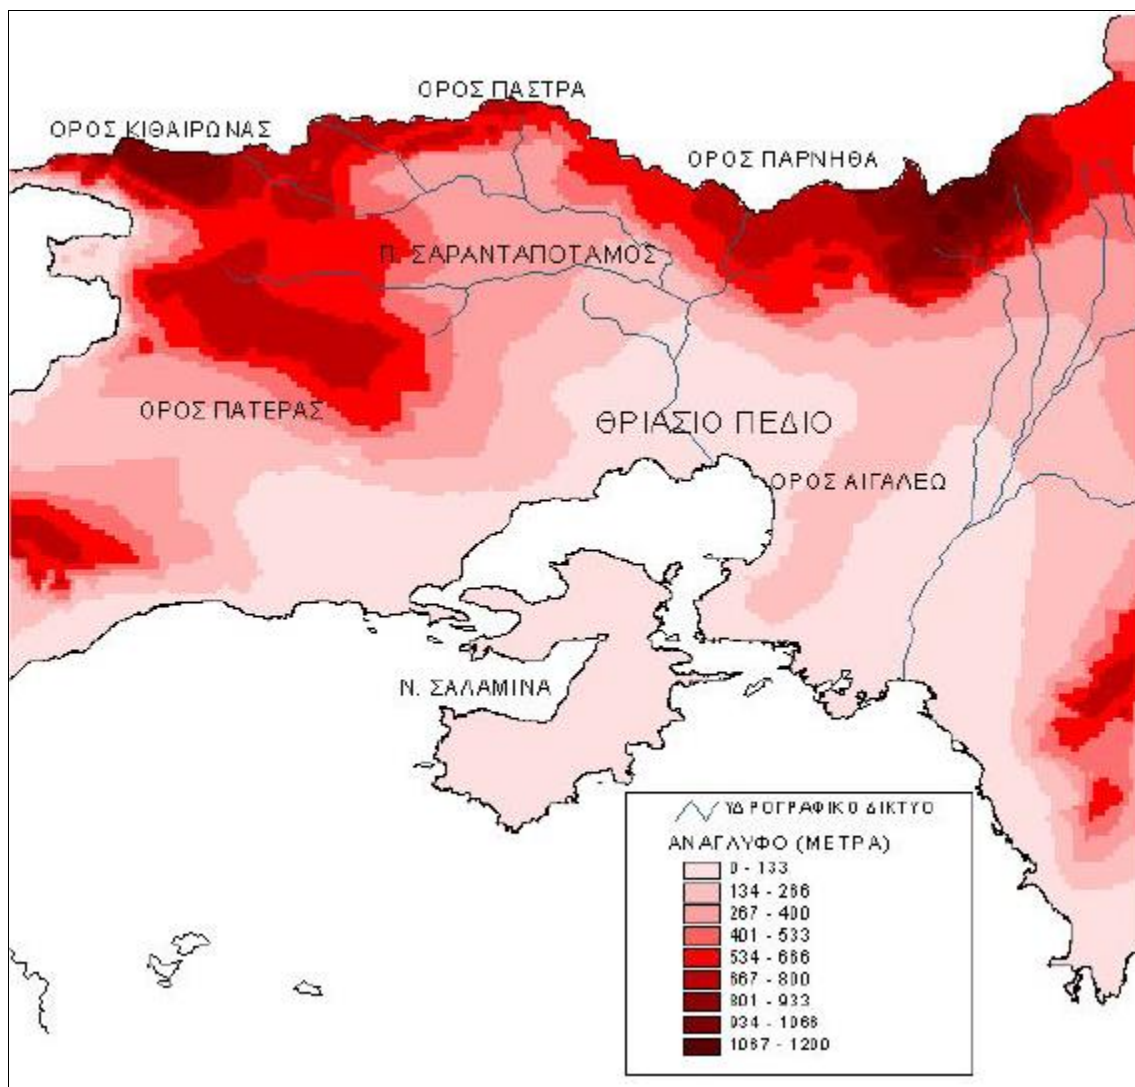 ΟΡΟΣ ΠΑΣΤΡΑ
ΟΡΟΣ ΚΙΘΑΙΡΩΝΑΣ
ΟΡΟΣ ΠΑΡΝΗΘΑ
Π. ΣΑΡΑΝΤΑΠΟΤΑΜΟΣ
ΟΡΟΣ ΠΑΤΕΡΑΣ
ΘΡΙΑΣΙΟ ΠΕΔΙΟ
ΟΡΟΣ ΑΙΓΑΛΕΩ
Ν. ΣΑΛΑΜΙΝΑ
ΥΔΡΟΓΡΑΦΙΚΟ ΔΙΚΤΥΟ
ΑΝΑΓΛΥΦΟ (ΜΕΤΡΑ)
0 - 133
134 - 266
267 - 400
401 - 533
534 - 666
667 - 800
801 - 933
934 - 1066
1067 - 1200